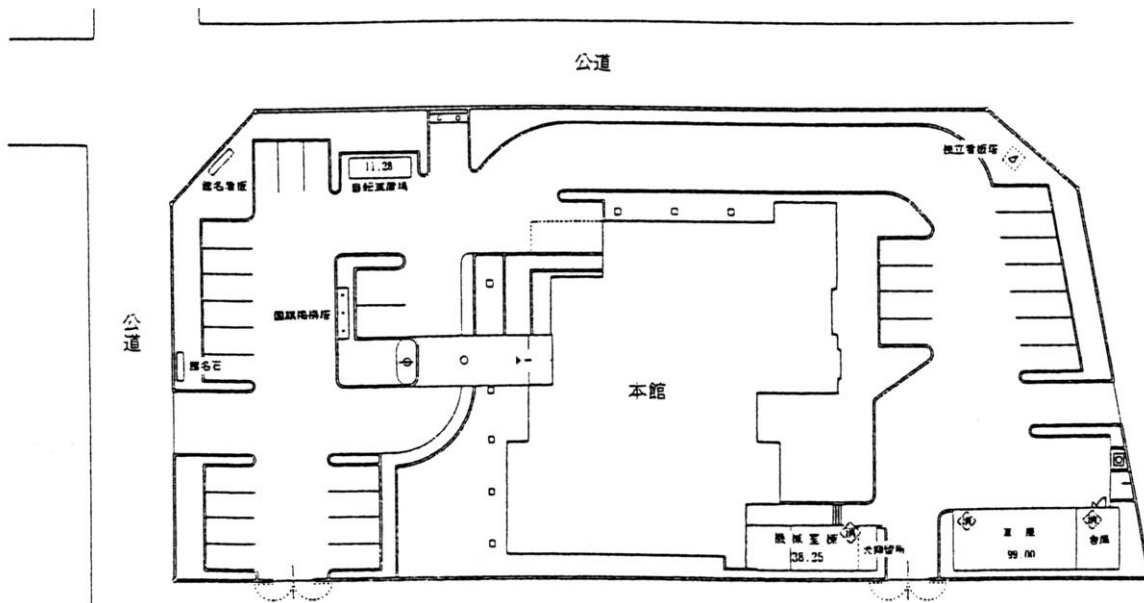 公道
館名看板
11.28
自転車置場
独立看板塔
国旗掲揚塔
公道
館名石
本館
機械室棟
38.25
犬舗留所
車庫
99.00
倉庫